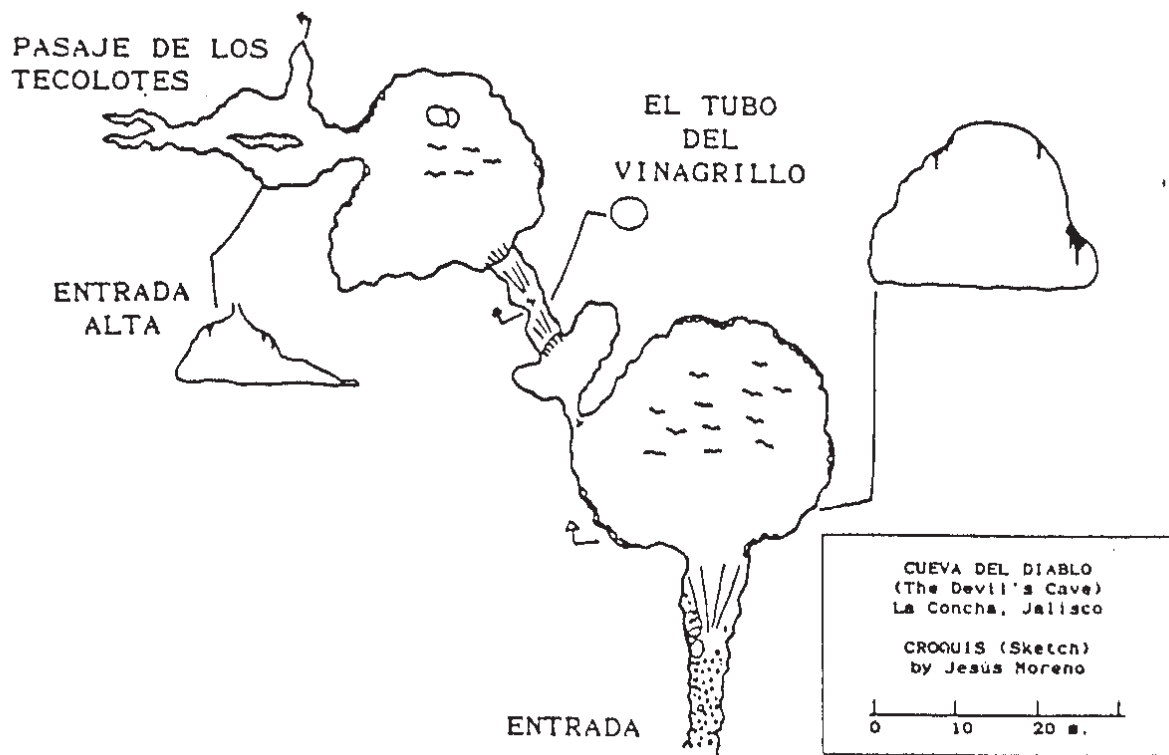 PASAJE DE LOS
TECOLOTES
EL TUBO
DEL
VINAGRILLO
ENTRADA
ALTA
ENTRADA
CUEVA DEL DIABLO
(The Devil's Cave)
La Concha, Jalisco
CROQUIS (Sketch)
by Jesús Moreno
0 10 20 m.